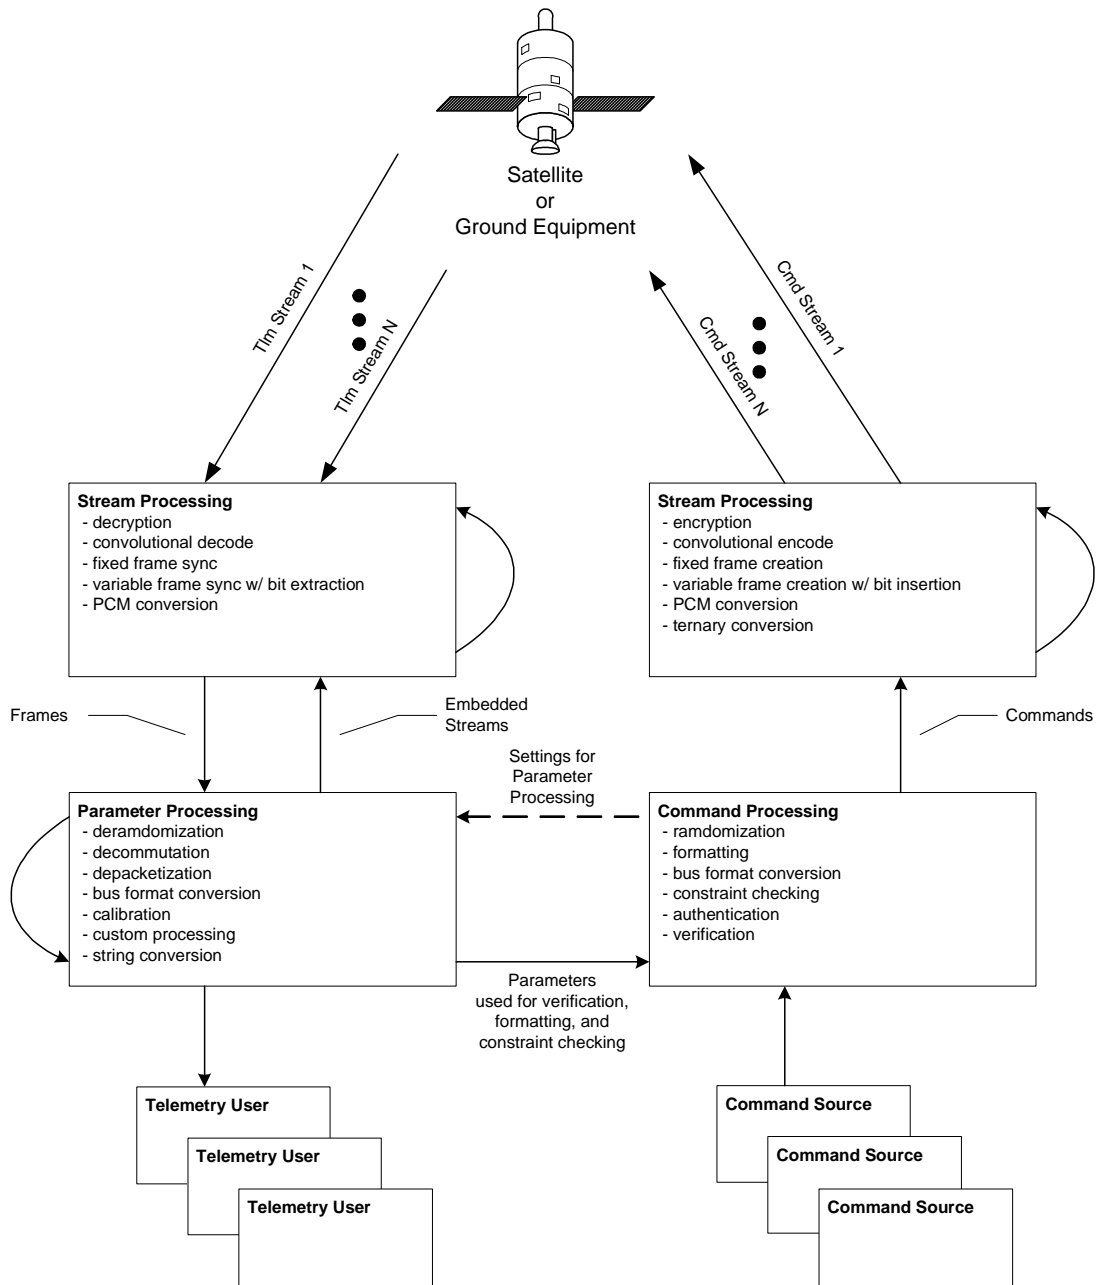 Satellite
or
Ground Equipment
Tlm Stream 1
Tlm Stream N
Cmd Stream N
Cmd Stream 1
Stream Processing
- decryption
- convolutional decode
- fixed frame sync
- variable frame sync w/ bit extraction
- PCM conversion
Stream Processing
- encryption
- convolutional encode
- fixed frame creation
- variable frame creation w/ bit insertion
- PCM conversion
- ternary conversion
Frames
Embedded
Streams
Commands
Settings for
Parameter
Processing
Parameter Processing
- deramdomization
- decommutation
- depacketization
- bus format conversion
- calibration
- custom processing
- string conversion
Command Processing
- ramdomization
- formatting
- bus format conversion
- constraint checking
- authentication
- verification
Parameters
used for verification,
formatting, and
constraint checking
Telemetry User
Telemetry User
Telemetry User
Command Source
Command Source
Command Source